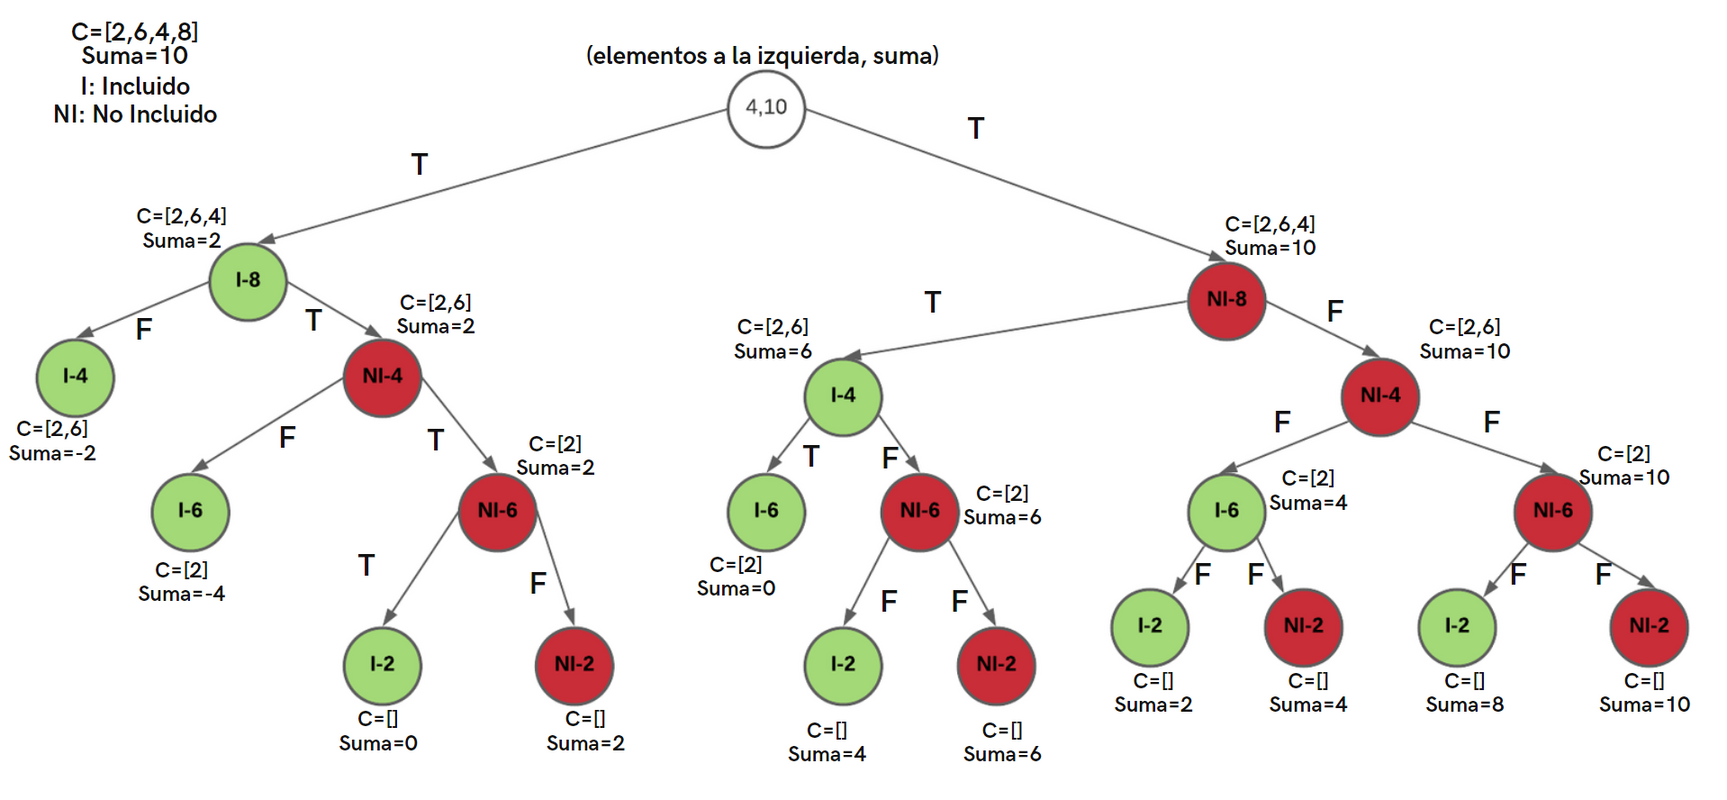 C=[2,6,4,8]
Suma=10
I: Incluido
NI: No Incluido
(elementos a la izquierda, suma)
4,10
T
T
C=[2,6,4]
Suma=2
I-8
C=[2,6,4]
Suma=10
NI-8
F
T
C=[2,6]
Suma=2
T
F
C=[2,6]
Suma=6
C=[2,6]
Suma=10
I-4
C=[2,6]
Suma=-2
NI-4
I-4
NI-4
F
T
C=[2]
Suma=2
T
F
F
F
C=[2]
Suma=10
I-6
C=[2]
Suma=-4
NI-6
I-6
C=[2]
Suma=0
NI-6
C=[2]
Suma=6
I-6
C=[2]
Suma=4
NI-6
T
F
F
F
F
F
F
F
I-2
C=[]
Suma=0
NI-2
C=[]
Suma=2
I-2
C=[]
Suma=4
NI-2
C=[]
Suma=6
I-2
C=[]
Suma=2
NI-2
C=[]
Suma=4
I-2
C=[]
Suma=8
NI-2
C=[]
Suma=10